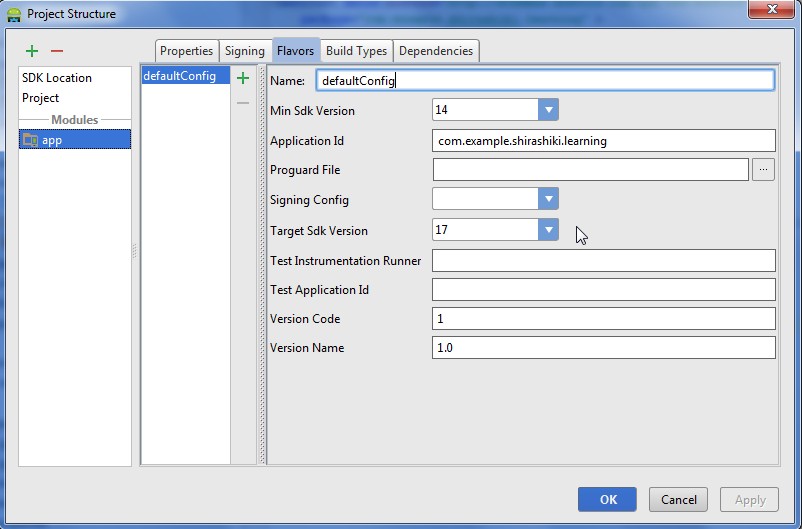 Project Structure
Properties Signing Flavors Build Types Dependencies
SDK Location
Project
Modules
app
defaultConfig
Name: defaultConfig
Min Sdk Version 14
Application Id com.example.shirashiki.learning
Proguard File ...
Signing Config
Target Sdk Version 17
Test Instrumentation Runner
Test Application Id
Version Code 1
Version Name 1.0
OK Cancel Apply